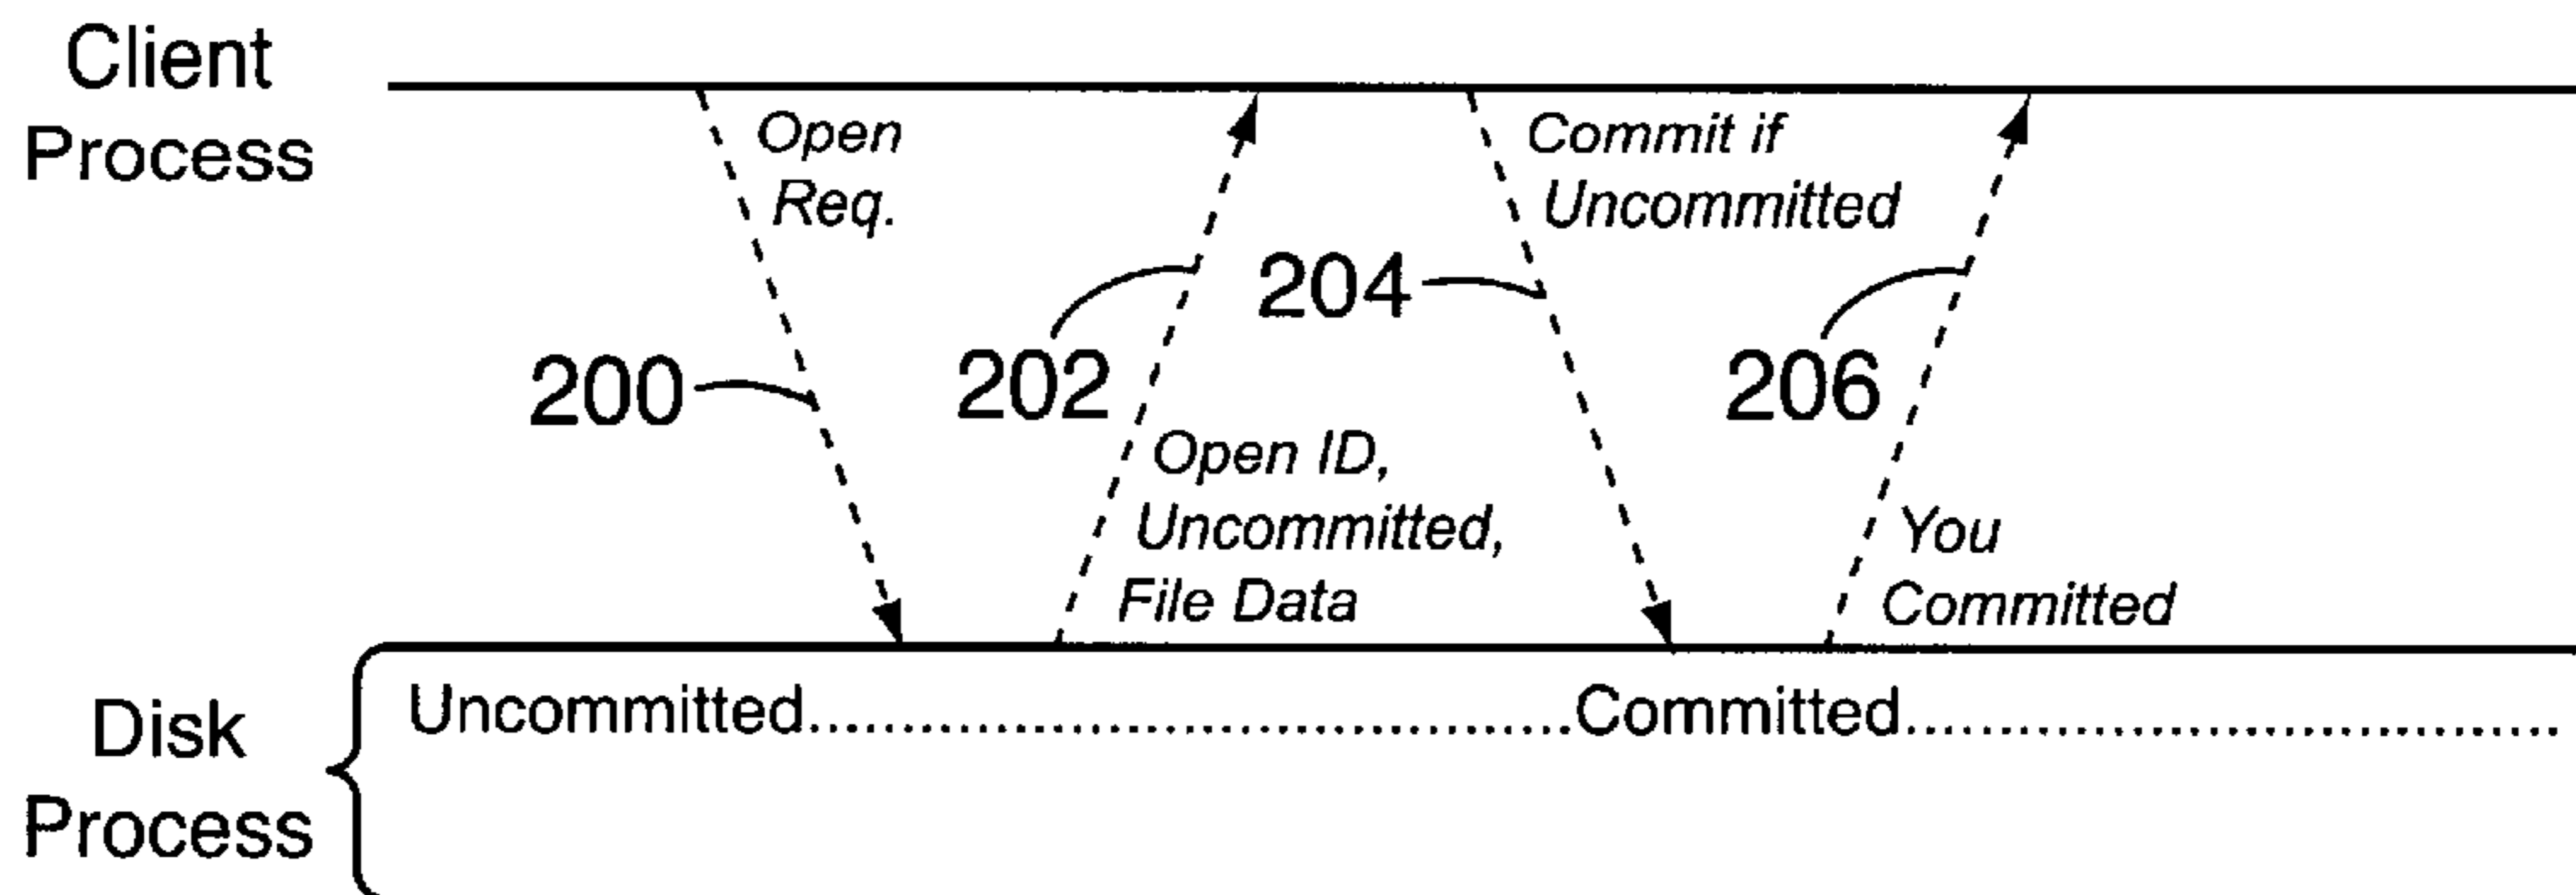 Client
Process
Open
Req.
Commit if
Uncommitted
200
202
204
206
Open ID,
Uncommitted,
File Data
You
Committed
Disk
Process
Uncommitted........................................Committed...................................